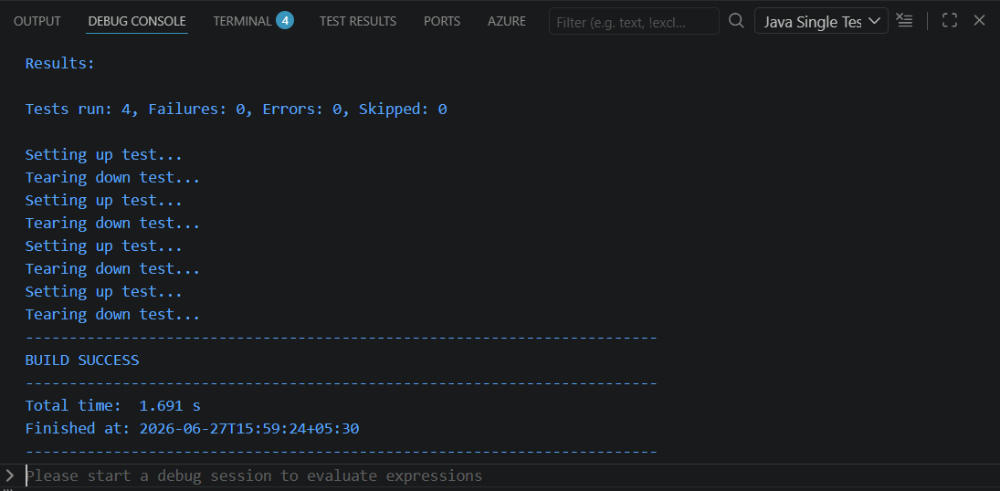 OUTPUT DEBUG CONSOLE TERMINAL 4 TEST RESULTS PORTS AZURE Filter (e.g. text, !excl... Java Single Tes
Results:
Tests run: 4, Failures: 0, Errors: 0, Skipped: 0
Setting up test...
Tearing down test...
Setting up test...
Tearing down test...
Setting up test...
Tearing down test...
Setting up test...
Tearing down test...
------------------------------------------------------------------------
BUILD SUCCESS
------------------------------------------------------------------------
Total time:  1.691 s
Finished at: 2026-06-27T15:59:24+05:30
------------------------------------------------------------------------
Please start a debug session to evaluate expressions